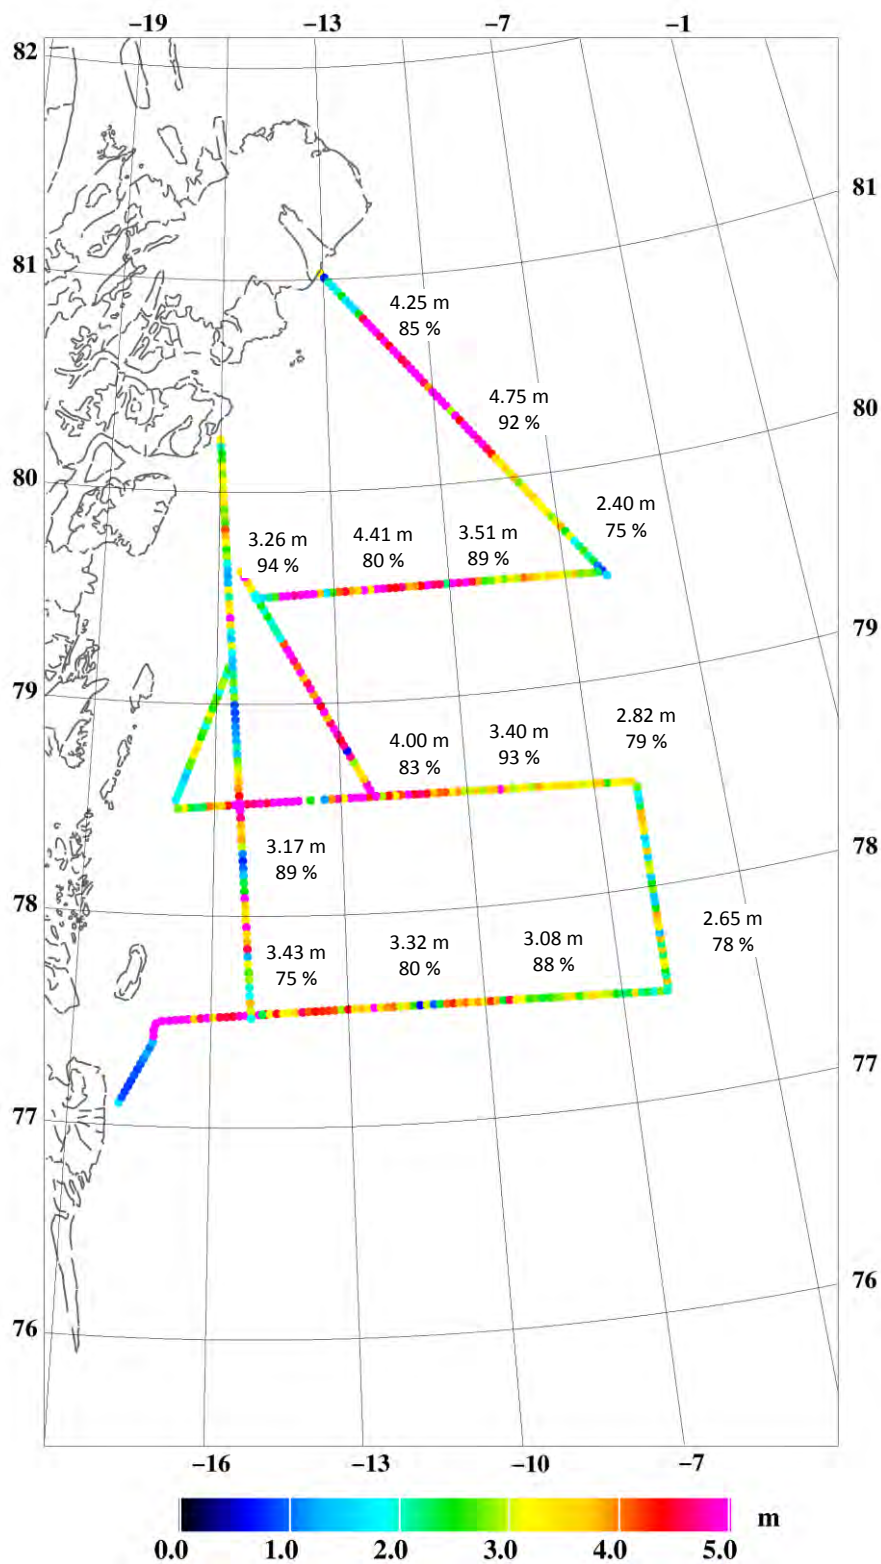 −19 −13 −7 −1
82
81
81
4.25 m
85 %
4.75 m
92 %
80
80
2.40 m
75 %
3.26 m
94 %
4.41 m
80 %
3.51 m
89 %
79
79
2.82 m
79 %
3.40 m
93 %
4.00 m
83 %
3.17 m
89 %
78
78
2.65 m
78 %
3.08 m
88 %
3.32 m
80 %
3.43 m
75 %
77
77
76
76
−16 −13 −10 −7
m
0.0 1.0 2.0 3.0 4.0 5.0